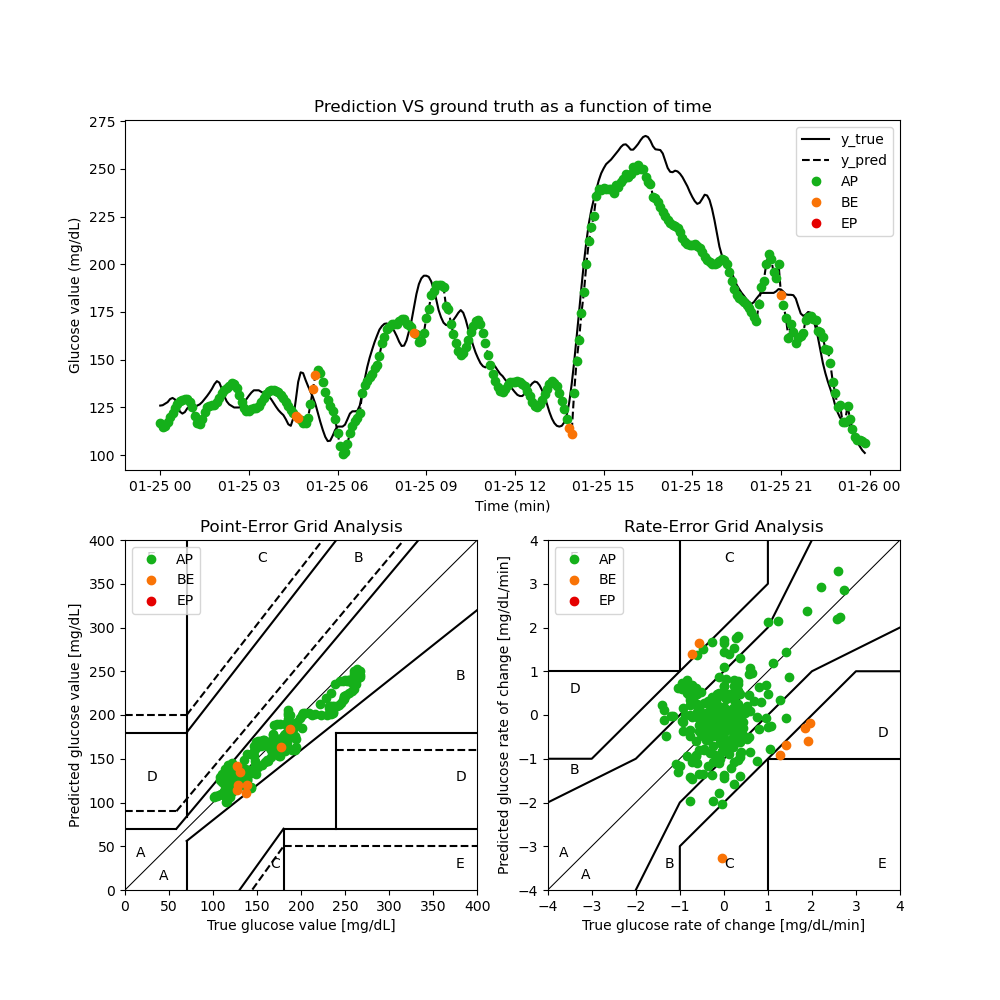 Prediction VS ground truth as a function of time
Glucose value (mg/dL)
275
250
225
200
175
150
125
100
y_true
y_pred
AP
BE
EP
01-25 00 01-25 03 01-25 06 01-25 09 01-25 12 01-25 15 01-25 18 01-25 21 01-26 00
Time (min)
Point-Error Grid Analysis
Predicted glucose value [mg/dL]
400
350
300
250
200
150
100
50
0
AP
BE
EP
C
B
B
D
D
A
A
C
E
0 50 100 150 200 250 300 350 400
True glucose value [mg/dL]
Rate-Error Grid Analysis
Predicted glucose rate of change [mg/dL/min]
4
3
2
1
0
−1
−2
−3
−4
AP
BE
EP
C
D
D
B
A
A
B
C
E
−4 −3 −2 −1 0 1 2 3 4
True glucose rate of change [mg/dL/min]